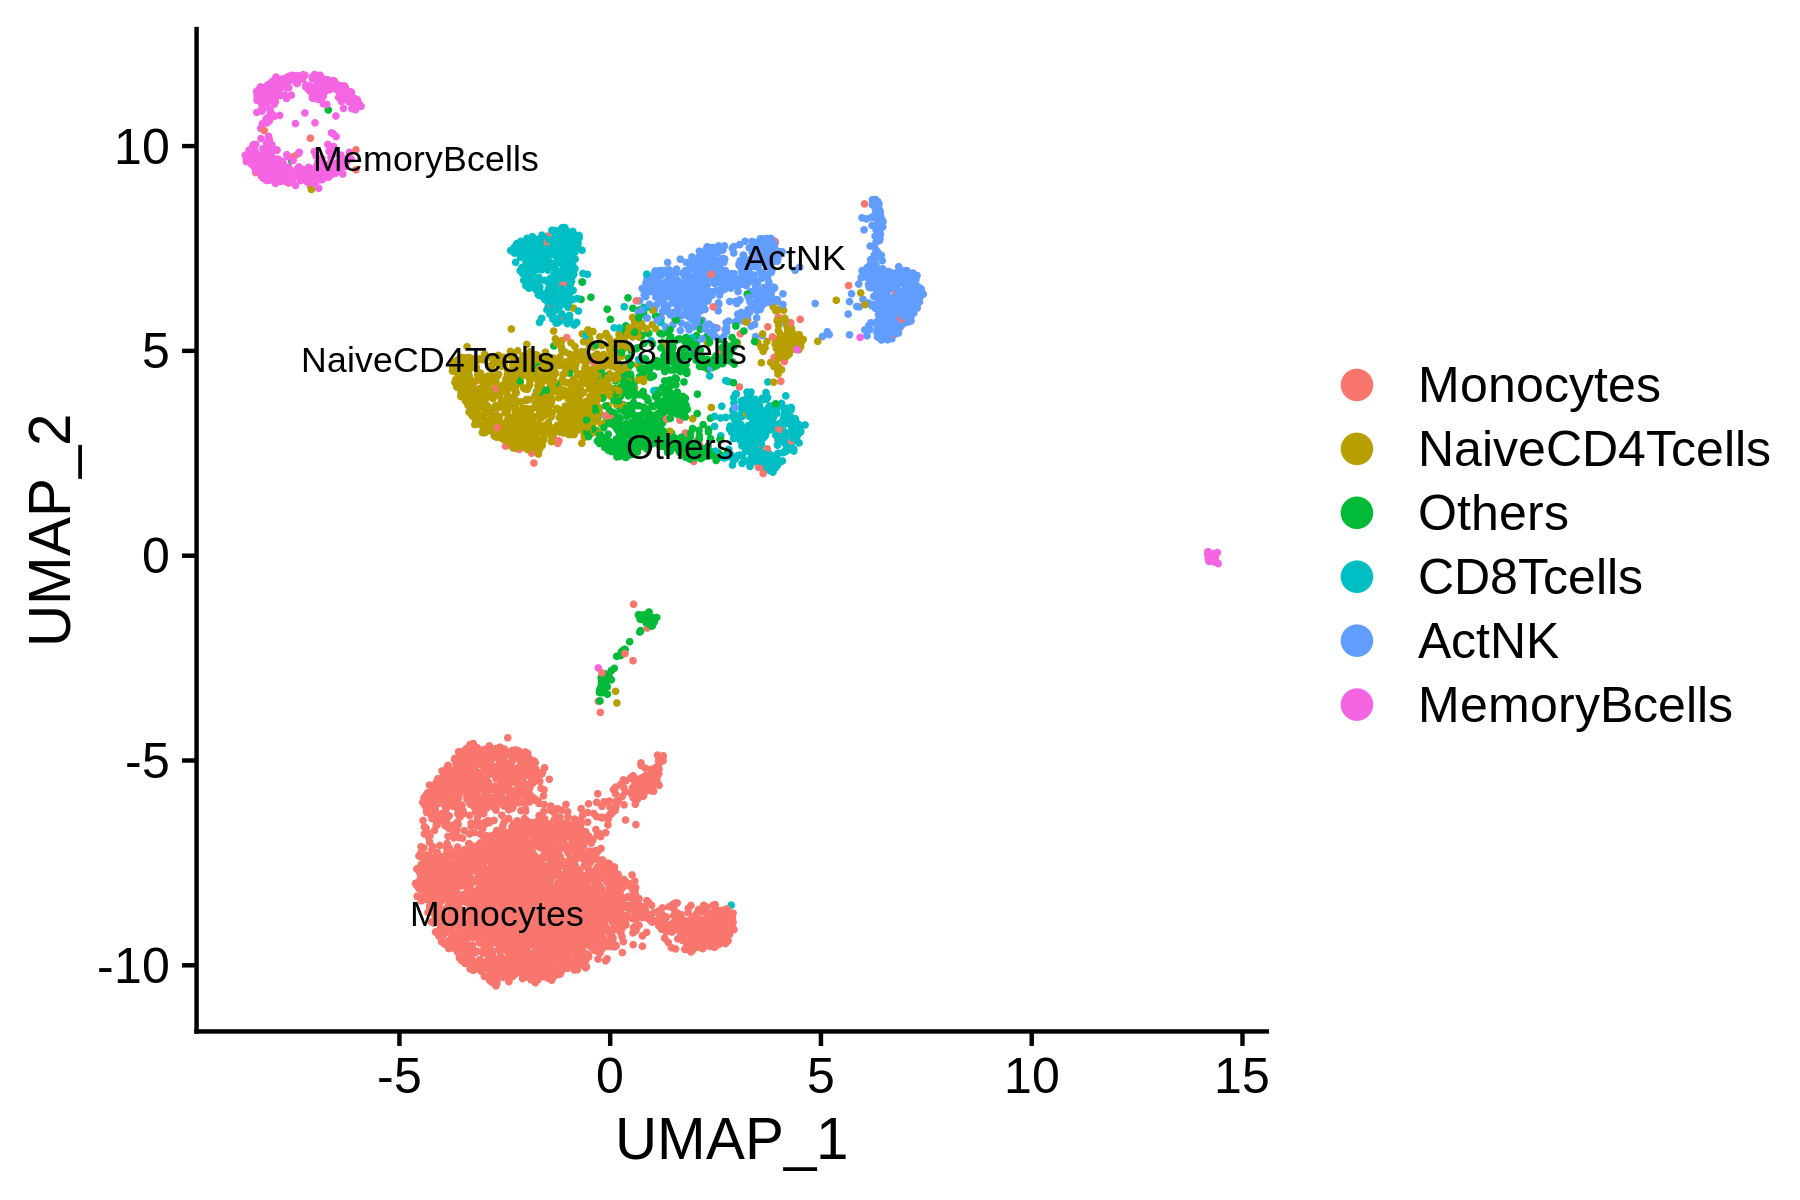 10
5
0
-5
-10
UMAP_2
-5
0
5
10
15
UMAP_1
MemoryBcells
ActNK
NaiveCD4Tcells
CD8Tcells
Others
Monocytes
Monocytes
NaiveCD4Tcells
Others
CD8Tcells
ActNK
MemoryBcells